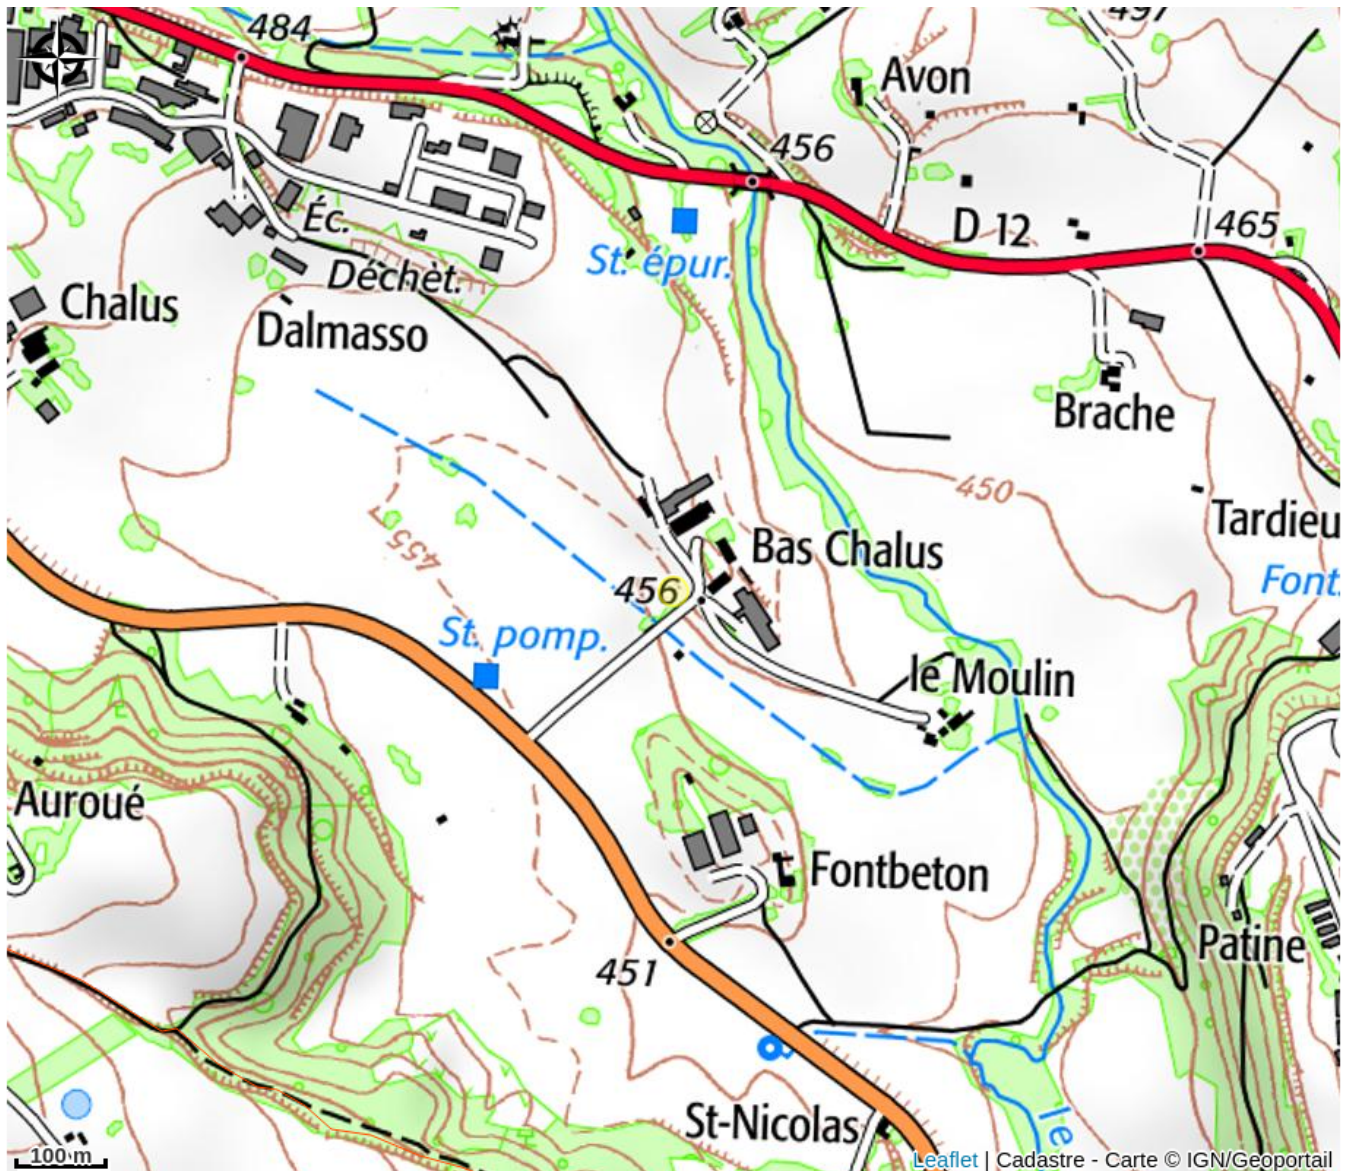 484
497
Avon
456
Éc.
D 12
465
St. épur.
Déchèt.
Chalus
Dalmasso
Brache
450
Tardieu
455
Bas Chalus
Font.
456
St. pomp.
le Moulin
Auroué
Fontbeton
Patine
451
St-Nicolas
le
100 m
Leaflet | Cadastre - Carte © IGN/Geoportail